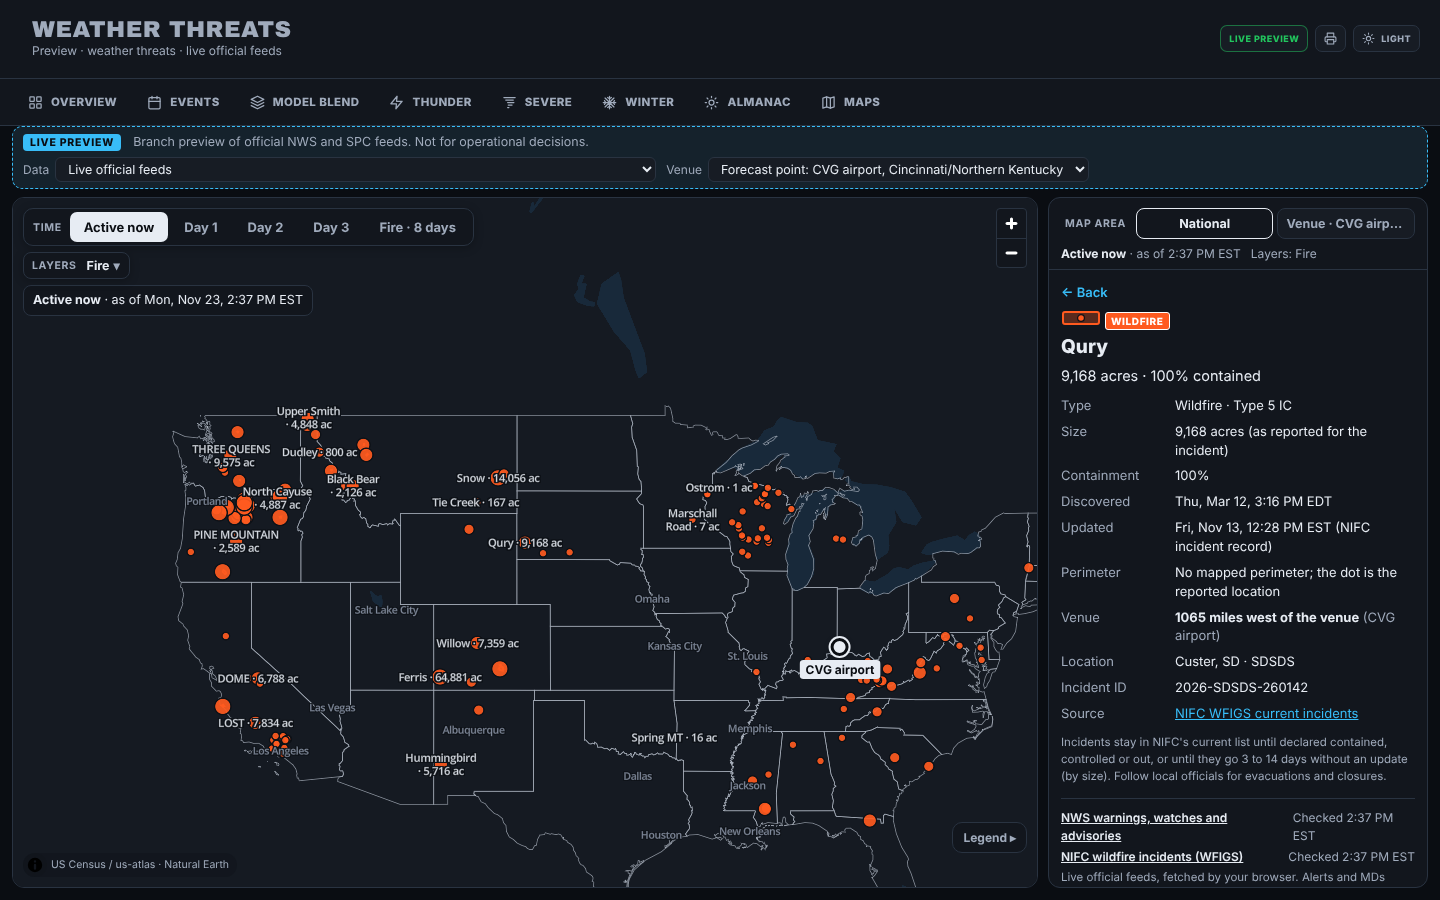 WEATHER THREATS
Preview · weather threats · live official feeds
LIVE PREVIEW
LIGHT
OVERVIEW
EVENTS
MODEL BLEND
THUNDER
SEVERE
WINTER
ALMANAC
MAPS
LIVE PREVIEW Branch preview of official NWS and SPC feeds. Not for operational decisions.
Data Live official feeds Venue Forecast point: CVG airport, Cincinnati/Northern Kentucky
TIME Active now Day 1 Day 2 Day 3 Fire · 8 days
LAYERS Fire ▾
Active now · as of Mon, Nov 23, 2:37 PM EST
+
−
Upper Smith
· 4,848 ac
THREE QUEENS
· 9,575 ac
Dudley · 800 ac
Black Bear
· 2,126 ac
Portland
North Cayuse
· 4,887 ac
PINE MOUNTAIN
· 2,589 ac
Snow · 14,056 ac
Tie Creek · 167 ac
Qury · 9,168 ac
Ostrom · 1 ac
Marschall
Road · 7 ac
Salt Lake City
Omaha
Willow · 7,359 ac
Kansas City
St. Louis
CVG airport
DOME · 6,788 ac
Ferris · 64,881 ac
Las Vegas
LOST · 7,834 ac
Albuquerque
Los Angeles
Spring MT · 16 ac
Memphis
Hummingbird
· 5,716 ac
Dallas
Jackson
Houston
New Orleans
Legend ▸
US Census / us-atlas · Natural Earth
MAP AREA National Venue · CVG airp...
Active now · as of 2:37 PM EST Layers: Fire
← Back
WILDFIRE
Qury
9,168 acres · 100% contained
Type Wildfire · Type 5 IC
Size 9,168 acres (as reported for the
incident)
Containment 100%
Discovered Thu, Mar 12, 3:16 PM EDT
Updated Fri, Nov 13, 12:28 PM EST (NIFC
incident record)
Perimeter No mapped perimeter; the dot is the
reported location
Venue 1065 miles west of the venue (CVG
airport)
Location Custer, SD · SDSDS
Incident ID 2026-SDSDS-260142
Source NIFC WFIGS current incidents
Incidents stay in NIFC's current list until declared contained,
controlled or out, or until they go 3 to 14 days without an update
(by size). Follow local officials for evacuations and closures.
NWS warnings, watches and
advisories
Checked 2:37 PM
EST
NIFC wildfire incidents (WFIGS) Checked 2:37 PM EST
Live official feeds, fetched by your browser. Alerts and MDs